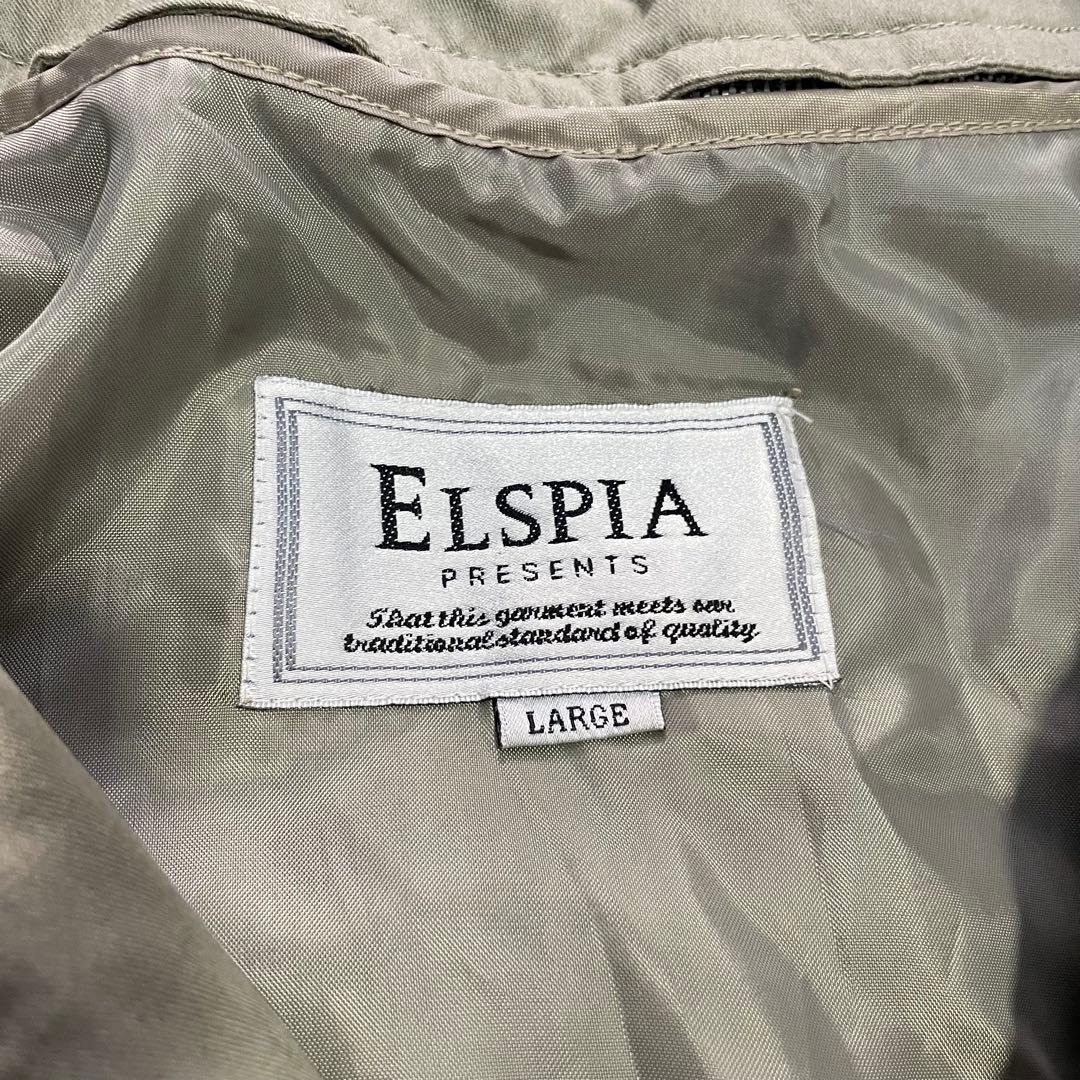 ELSPIA
PRESENTS
That this garment meets our
traditional standard of quality
LARGE